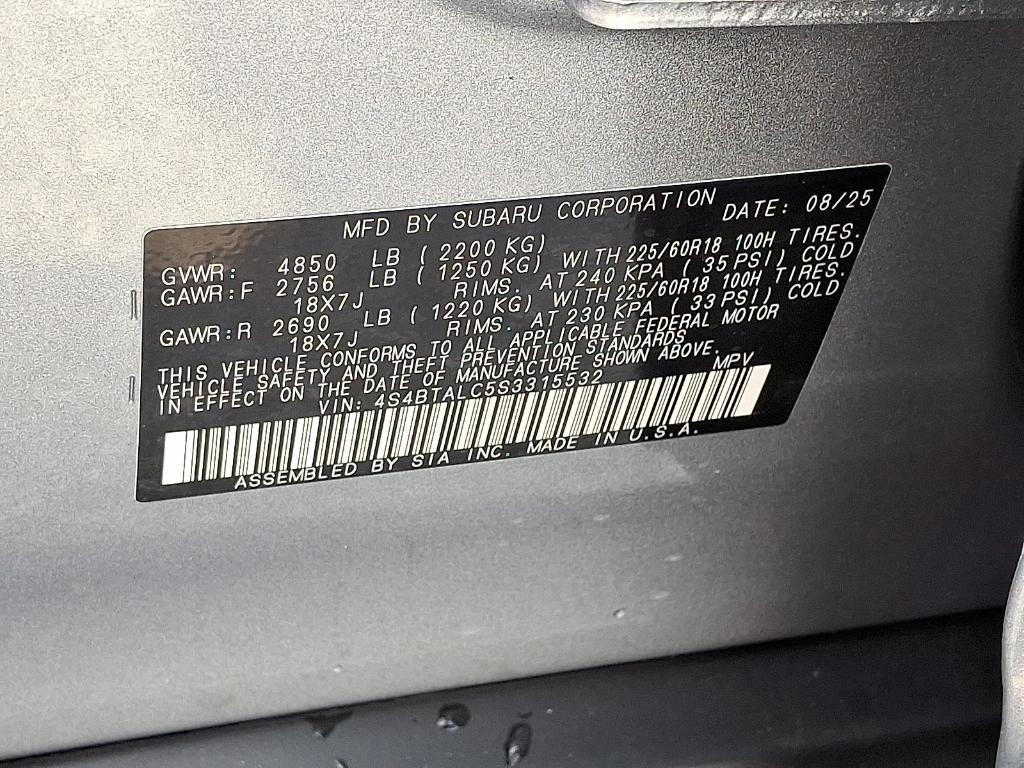 MFD BY SUBARU CORPORATION DATE: 08/25
GVWR: 4850 LB ( 2200 KG)
GAWR:F 2756 LB ( 1250 KG) WITH 225/60R18 100H TIRES.
18X7J RIMS. AT 240 KPA ( 35 PSI) COLD
GAWR:R 2690 LB ( 1220 KG) WITH 225/60R18 100H TIRES.
18X7J RIMS. AT 230 KPA ( 33 PSI) COLD
THIS VEHICLE CONFORMS TO ALL APPLICABLE FEDERAL MOTOR
VEHICLE SAFETY AND THEFT PREVENTION STANDARDS
IN EFFECT ON THE DATE OF MANUFACTURE SHOWN ABOVE.
VIN: 4S4BTALC5S3315532 MPV
ASSEMBLED BY SIA INC. MADE IN U.S.A.